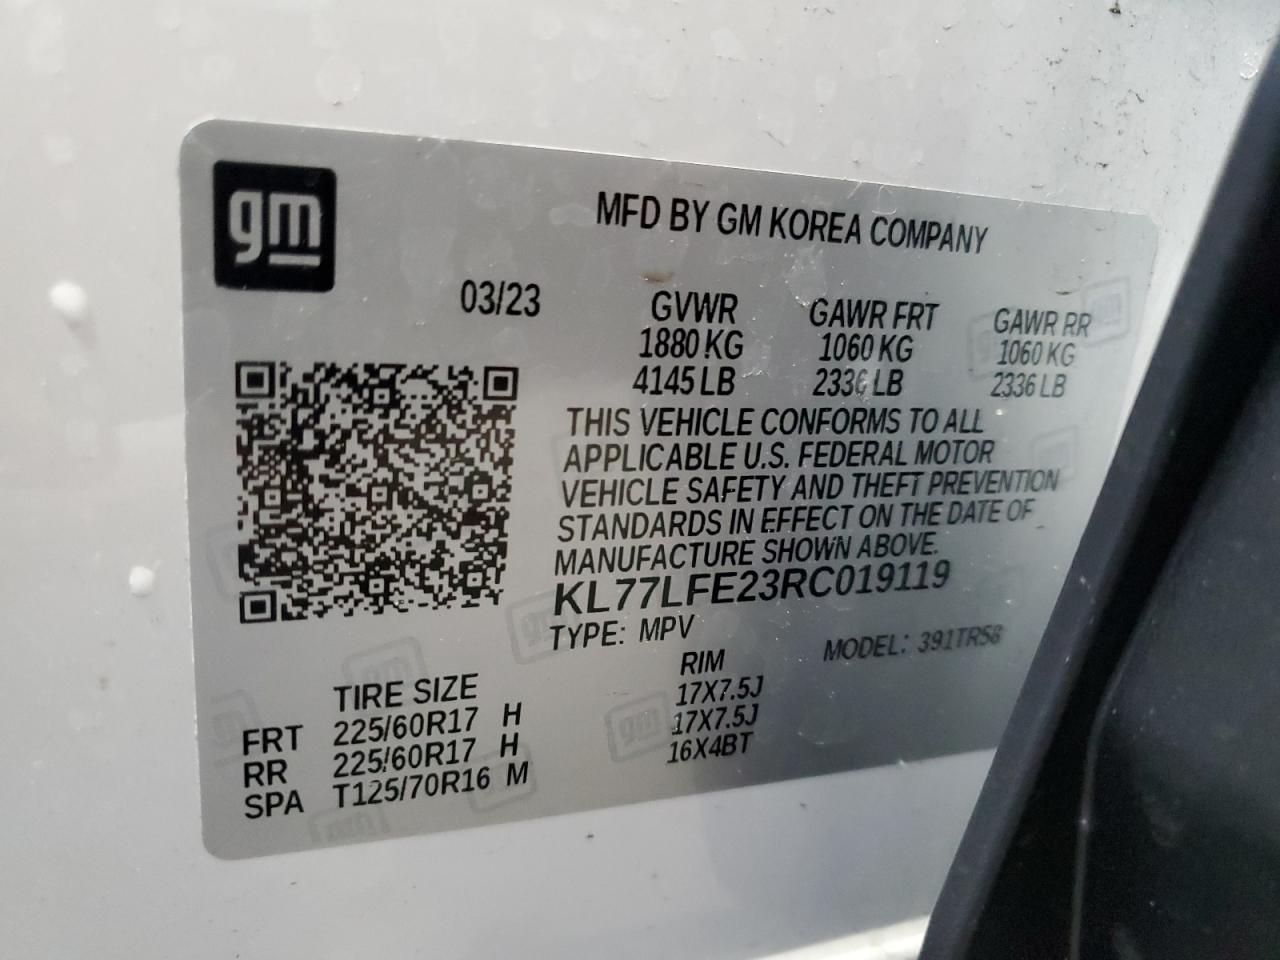 gm
MFD BY GM KOREA COMPANY
03/23 GVWR GAWR FRT GAWR RR
1880 KG 1060 KG 1060 KG
4145 LB 2336 LB 2336 LB
THIS VEHICLE CONFORMS TO ALL
APPLICABLE U.S. FEDERAL MOTOR
VEHICLE SAFETY AND THEFT PREVENTION
STANDARDS IN EFFECT ON THE DATE OF
MANUFACTURE SHOWN ABOVE.
KL77LFE23RC019119
TYPE: MPV MODEL: 391TR58
TIRE SIZE RIM
FRT 225/60R17 H 17X7.5J
RR 225/60R17 H 17X7.5J
SPA T125/70R16 M 16X4BT